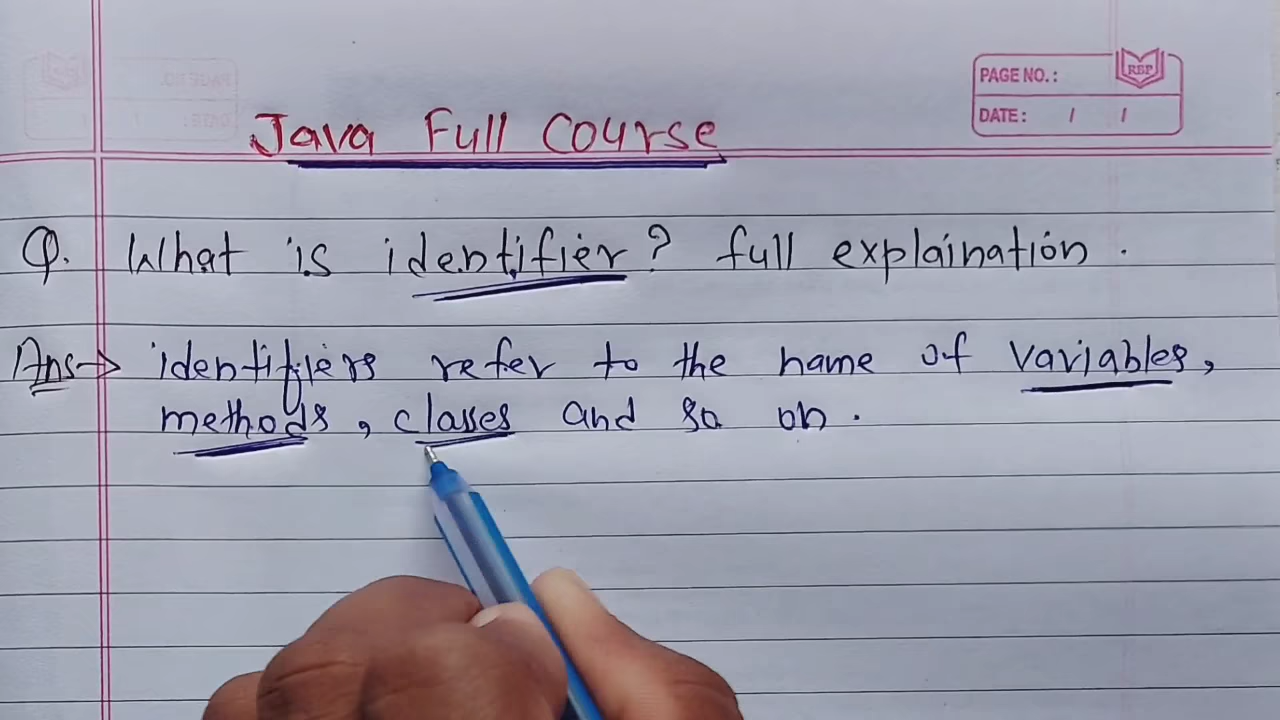 PAGE NO.:
RBP
DATE: / /
Java Full Course
Q. What is identifier? full explaination.
Ans→ identifiers refer to the name of variables,
methods, classes and so on.